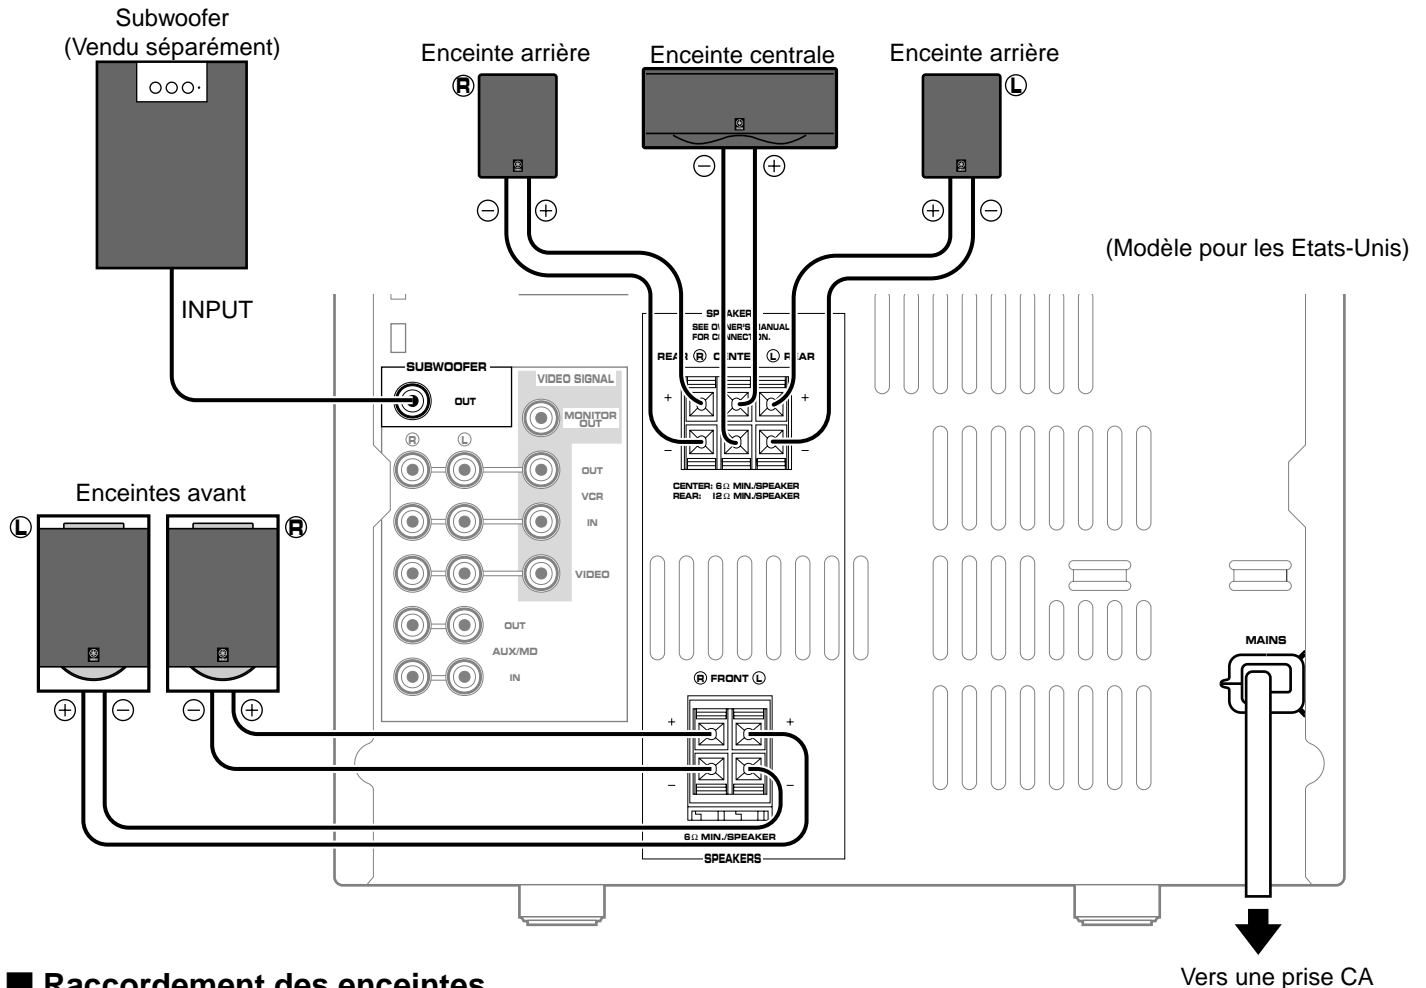 Subwoofer
(Vendu séparément)
Enceinte arrière
Enceinte centrale
Enceinte arrière
R
L
− +
− +
+ −
(Modèle pour les Etats-Unis)
INPUT
SPEAKER
SEE OWNER'S MANUAL
FOR CONNECTION.
REAR R CENTER L REAR
+ +
− −
CENTER: 6Ω MIN./SPEAKER
REAR: 12Ω MIN./SPEAKER
SUBWOOFER
OUT
VIDEO SIGNAL
MONITOR
OUT
R L
OUT
VCR
IN
VIDEO
OUT
AUX/MD
IN
Enceintes avant
L
R
+ − − +
MAINS
R FRONT L
+ +
− −
6Ω MIN./SPEAKER
SPEAKERS
Vers une prise CA
Raccordement des enceintes